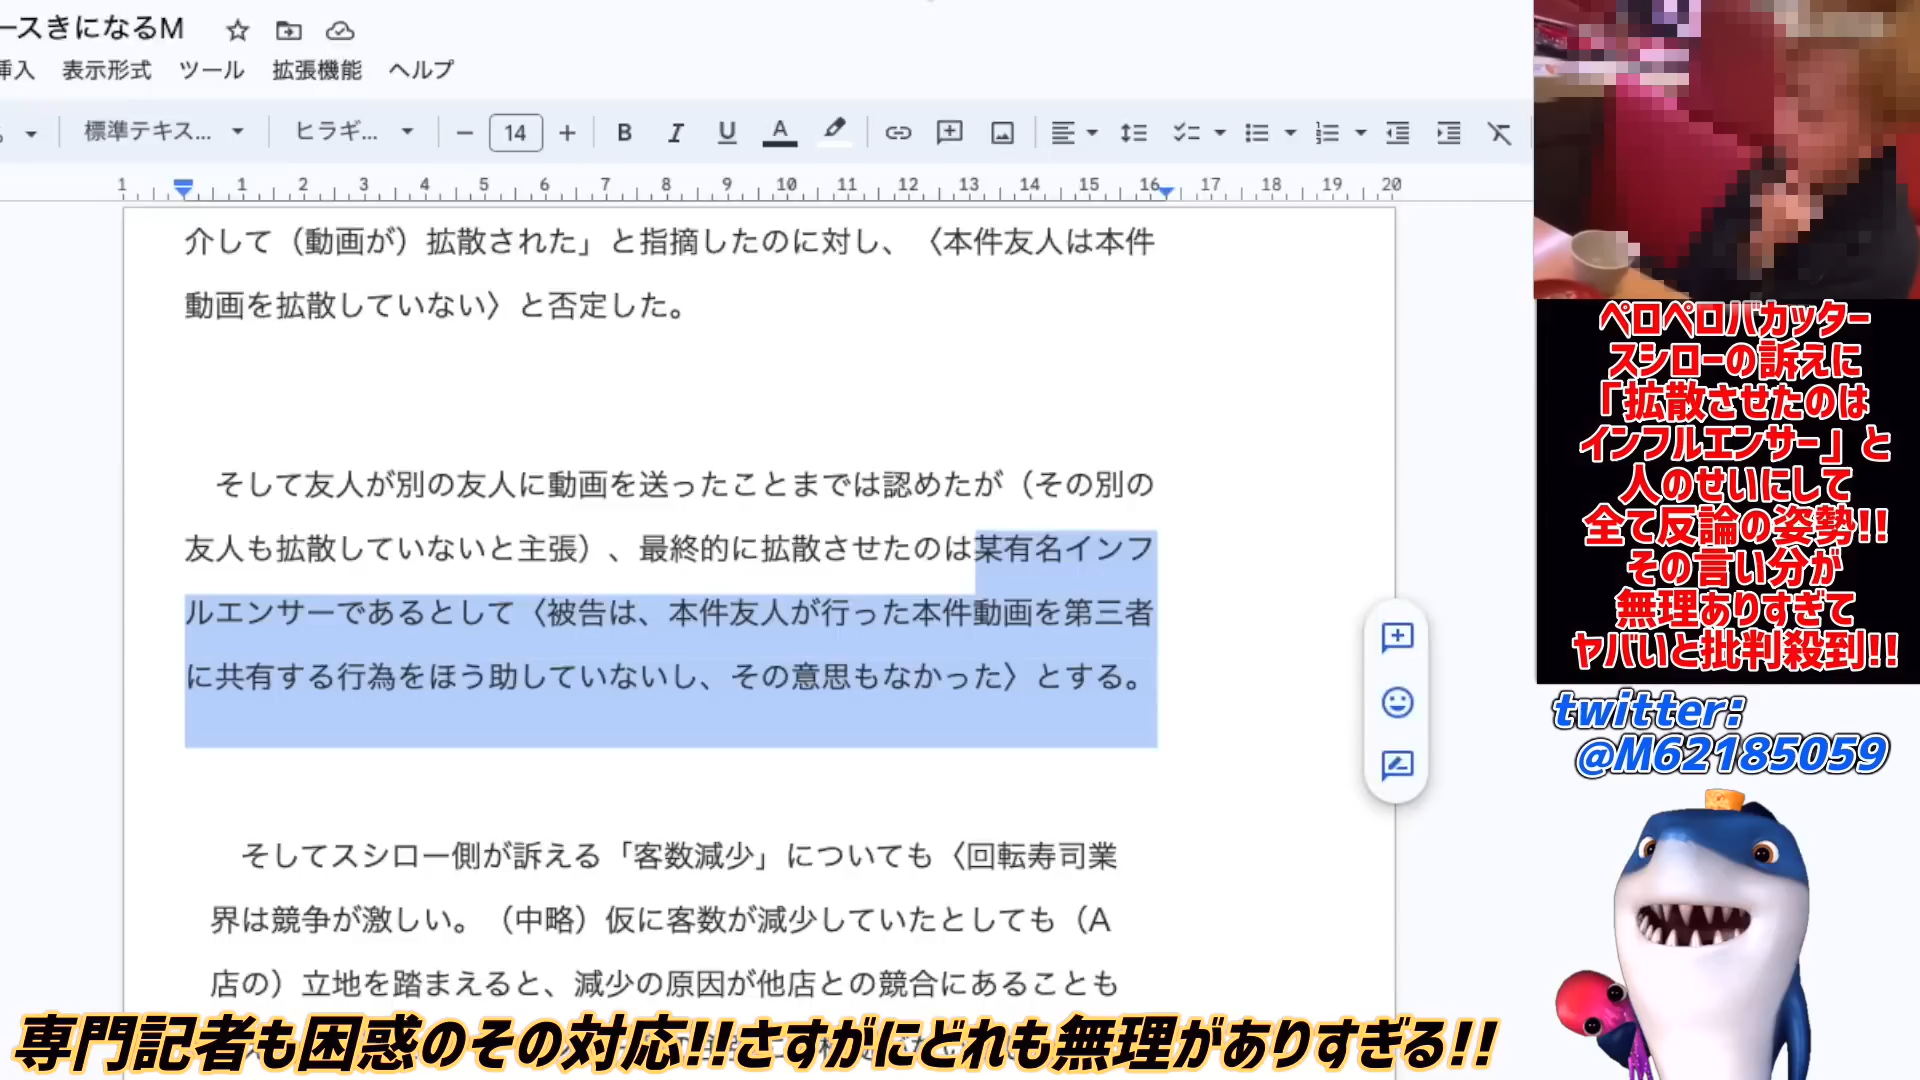 ースきになるM
挿入 表示形式 ツール 拡張機能 ヘルプ
標準テキス... ヒラギ... 14 B I U A
1 1 2 3 4 5 6 7 8 9 10 11 12 13 14 15 16 17 18 19 20
介して（動画が）拡散された」と指摘したのに対し、〈本件友人は本件
動画を拡散していない〉と否定した。
そして友人が別の友人に動画を送ったことまでは認めたが（その別の
友人も拡散していないと主張）、最終的に拡散させたのは某有名インフ
ルエンサーであるとして〈被告は、本件友人が行った本件動画を第三者
に共有する行為をほう助していないし、その意思もなかった〉とする。
そしてスシロー側が訴える「客数減少」についても〈回転寿司業
界は競争が激しい。（中略）仮に客数が減少していたとしても（A
店の）立地を踏まえると、減少の原因が他店との競合にあることも
専門記者も困惑のその対応!!さすがにどれも無理がありすぎる!!
ペロペロバカッター
スシローの訴えに
「拡散させたのは
インフルエンサー」と
人のせいにして
全て反論の姿勢!!
その言い分が
無理ありすぎて
ヤバいと批判殺到!!
twitter:
@M62185059